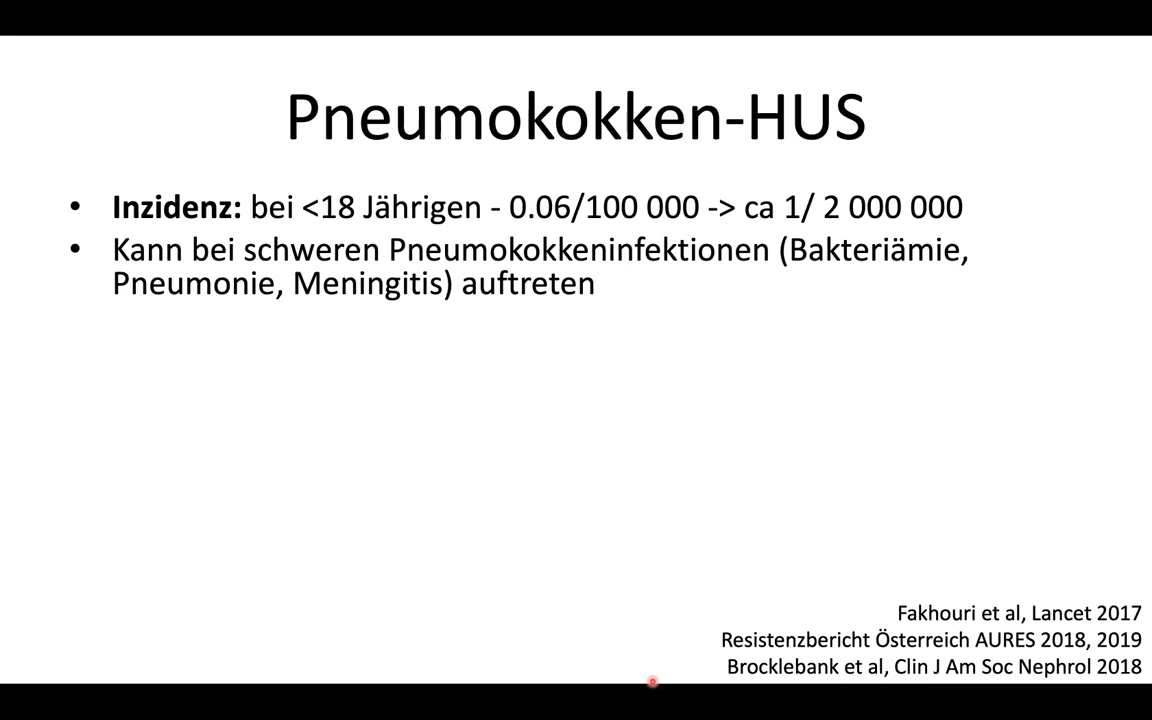 Pneumokokken-HUS
• Inzidenz: bei <18 Jährigen - 0.06/100 000 -> ca 1/ 2 000 000
• Kann bei schweren Pneumokokkeninfektionen (Bakteriämie,
Pneumonie, Meningitis) auftreten
Fakhouri et al, Lancet 2017
Resistenzbericht Österreich AURES 2018, 2019
Brocklebank et al, Clin J Am Soc Nephrol 2018